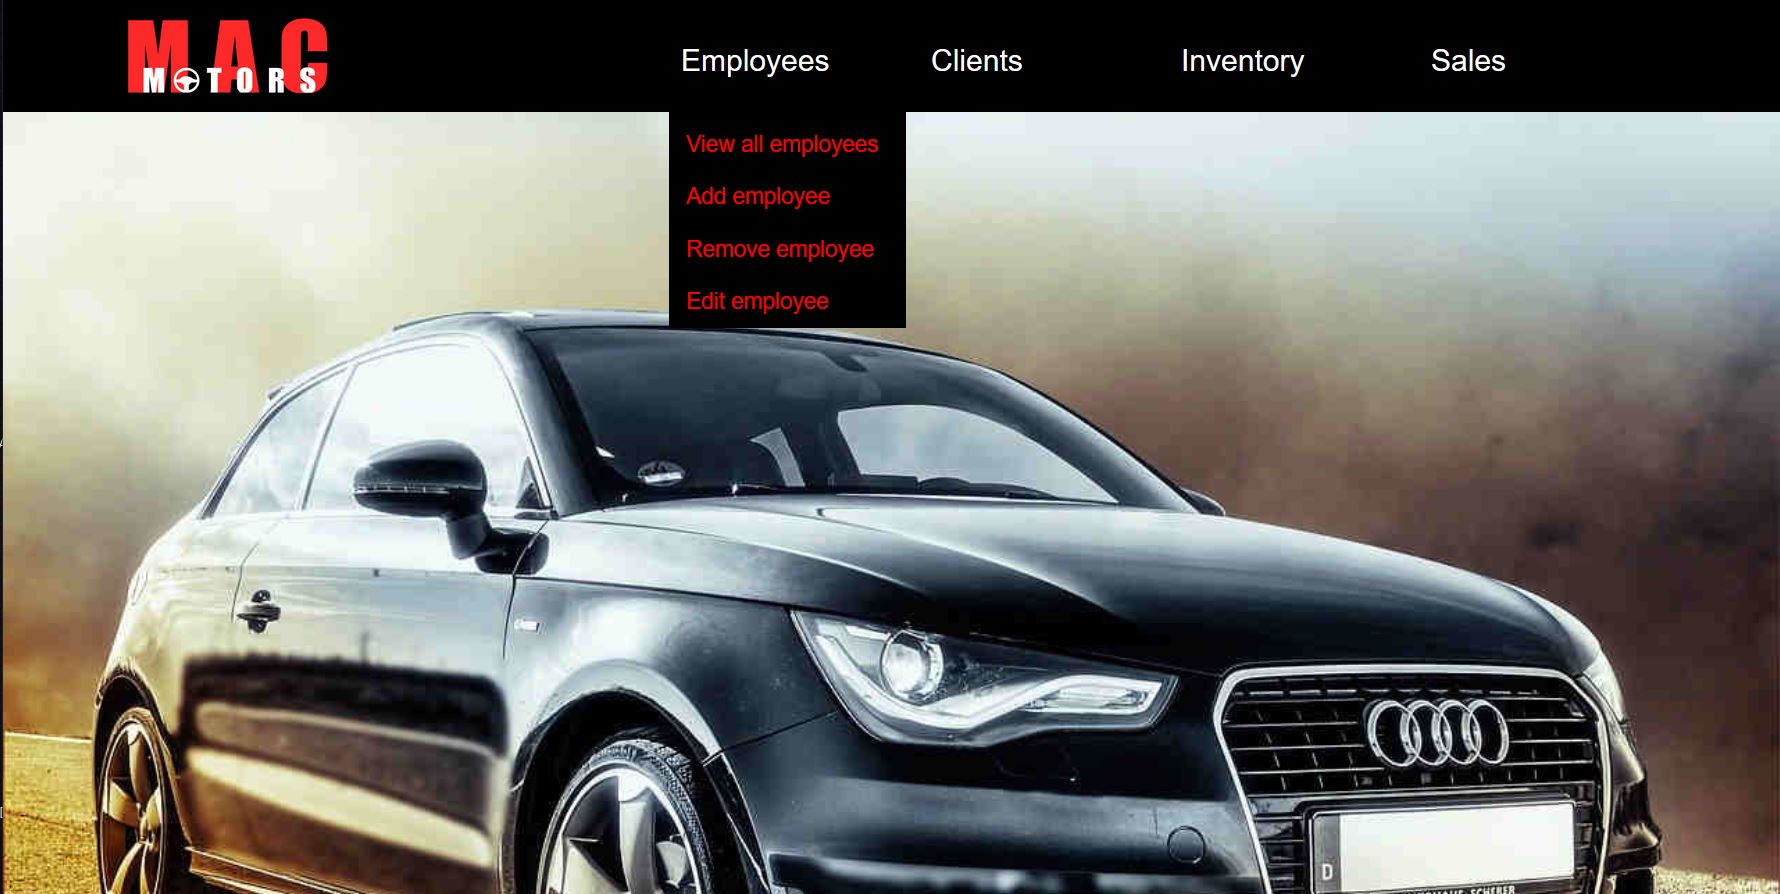 MAC
MOTORS
Employees
Clients
Inventory
Sales
View all employees
Add employee
Remove employee
Edit employee
D